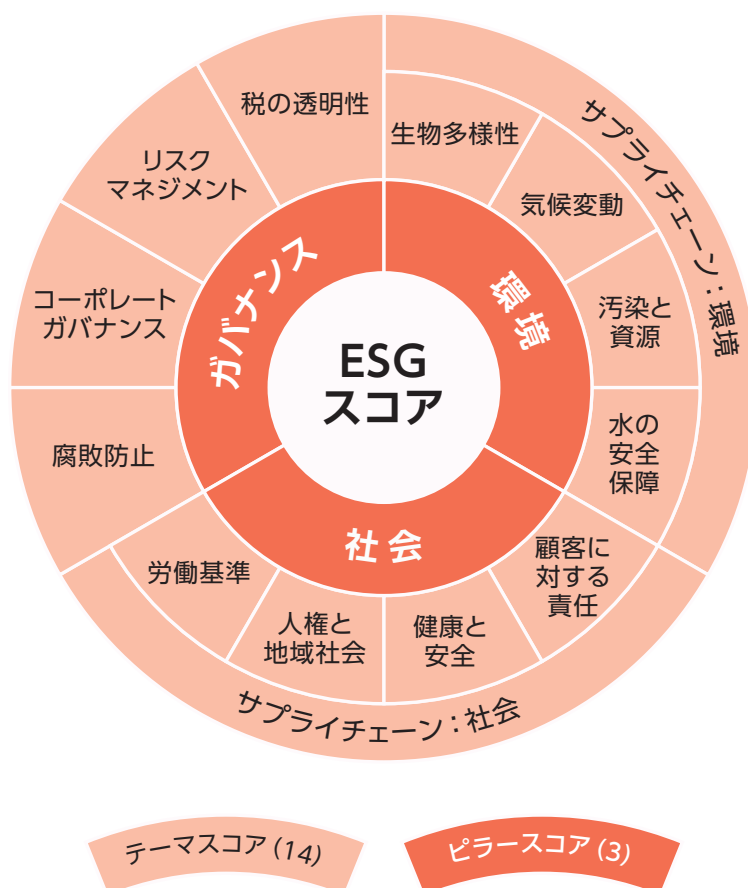 ESG
スコア
環境
社会
ガバナンス
生物多様性
気候変動
汚染と
資源
水の
安全
保障
サプライチェーン：環境
顧客に
対する
責任
健康と
安全
人権と
地域社会
労働基準
サプライチェーン：社会
腐敗防止
コーポレート
ガバナンス
リスク
マネジメント
税の透明性
テーマスコア (14)
ピラースコア (3)